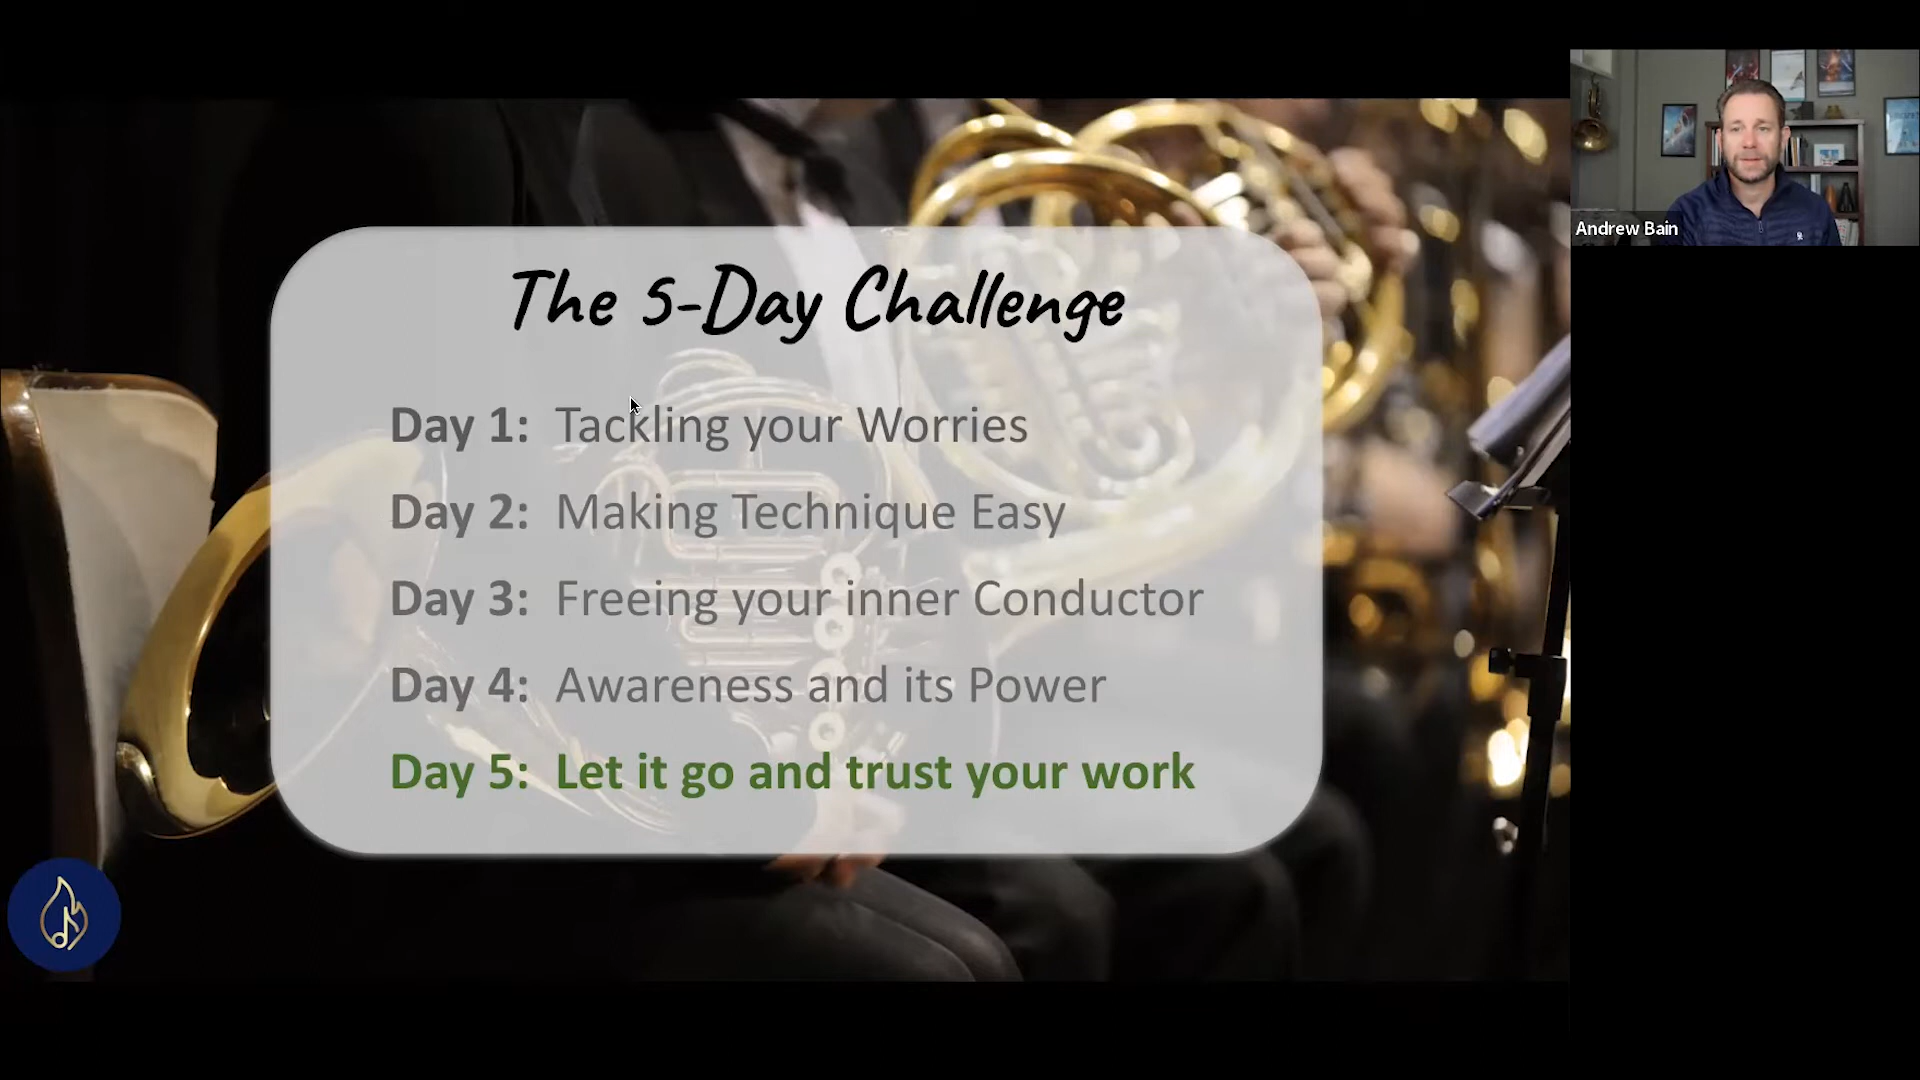 The 5-Day Challenge
Day 1: Tackling your Worries
Day 2: Making Technique Easy
Day 3: Freeing your inner Conductor
Day 4: Awareness and its Power
Day 5: Let it go and trust your work
Andrew Bain